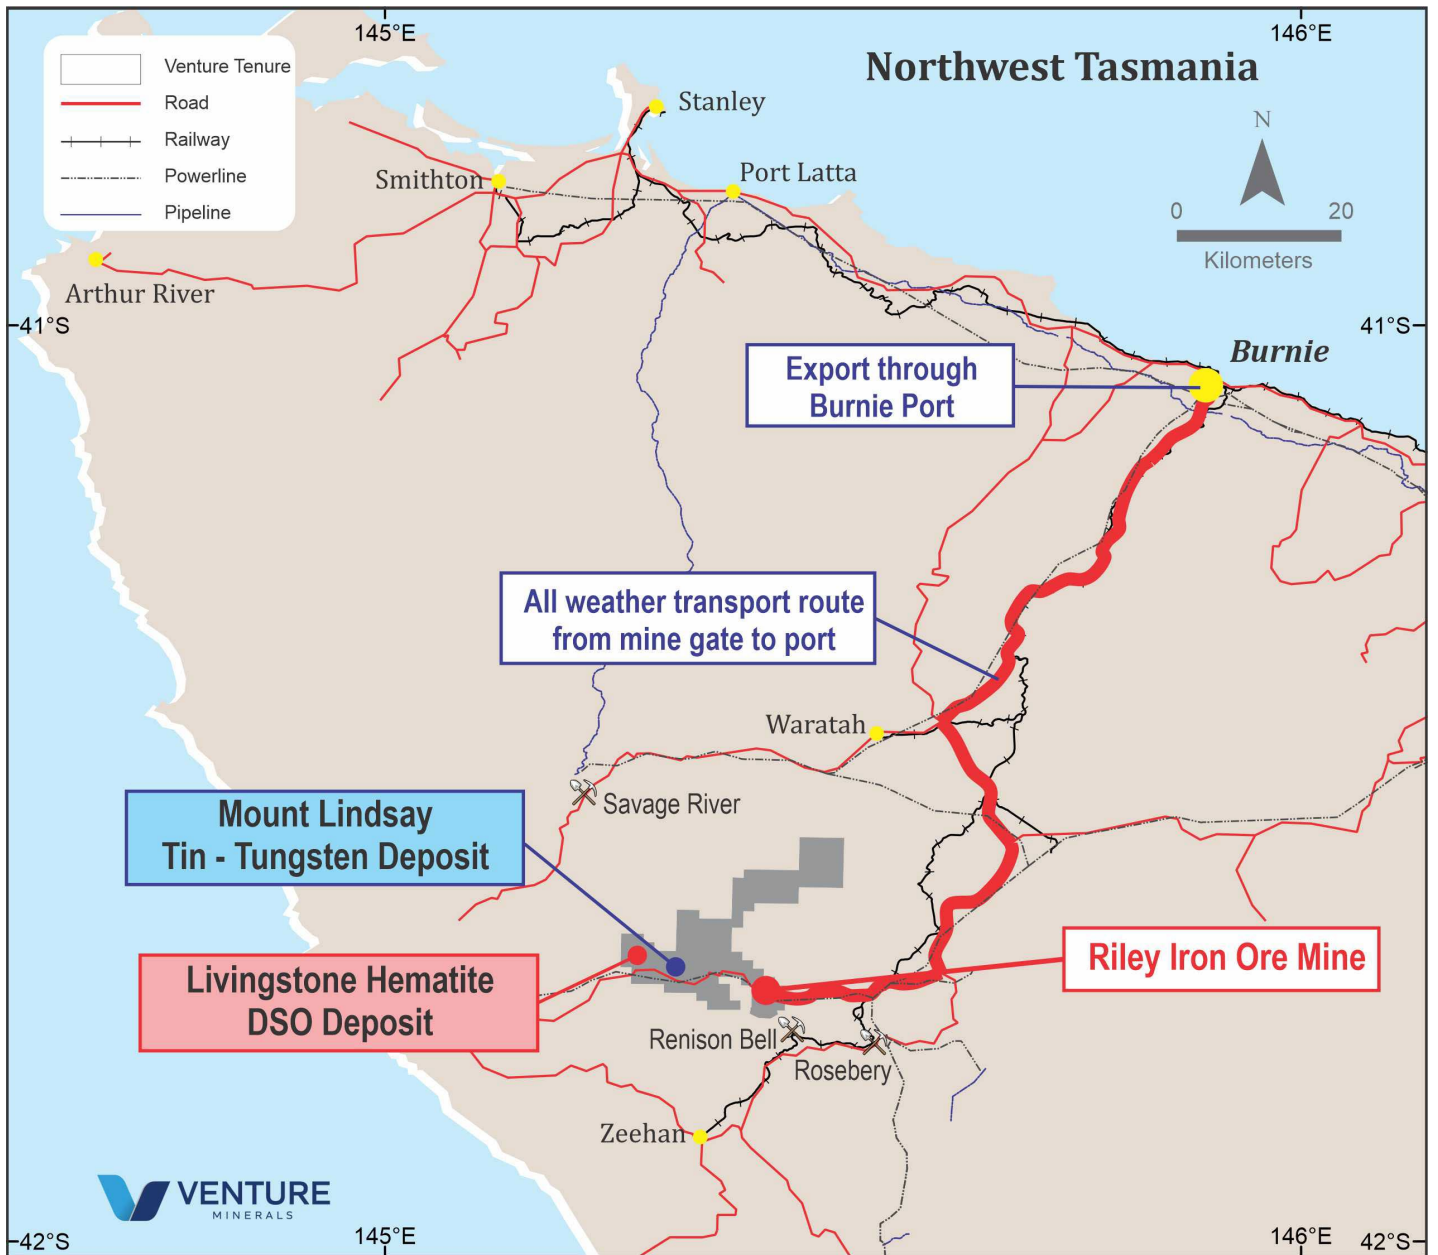 145°E
146°E
Northwest Tasmania
Venture Tenure
Road
Railway
Powerline
Pipeline
N
0 20
Kilometers
Stanley
Smithton
Port Latta
Arthur River
41°S
41°S
Burnie
Export through
Burnie Port
All weather transport route
from mine gate to port
Waratah
Savage River
Mount Lindsay
Tin - Tungsten Deposit
Livingstone Hematite
DSO Deposit
Riley Iron Ore Mine
Renison Bell
Rosebery
Zeehan
VENTURE
MINERALS
42°S
145°E
146°E
42°S